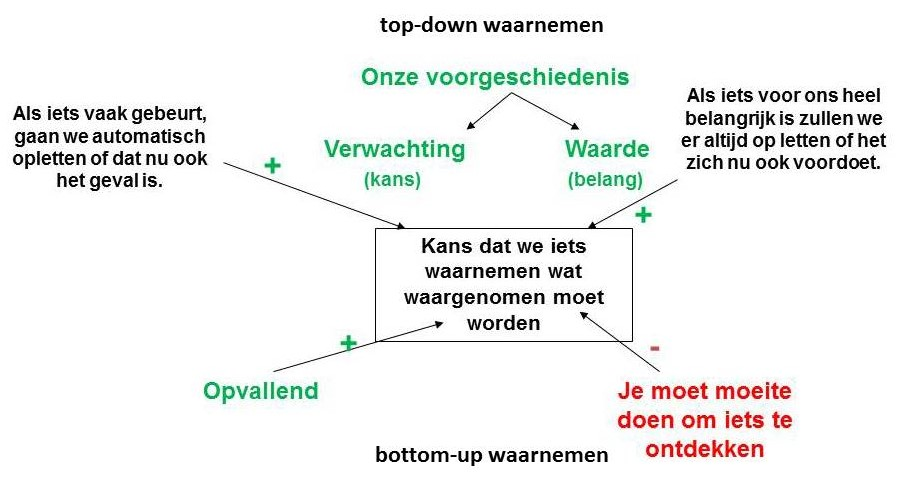 top-down waarnemen
Onze voorgeschiedenis
Als iets vaak gebeurt,
gaan we automatisch
opletten of dat nu ook
het geval is.
Als iets voor ons heel
belangrijk is zullen we
er altijd op letten of het
zich nu ook voordoet.
Verwachting
(kans)
Waarde
(belang)
+
+
Kans dat we iets
waarnemen wat
waargenomen moet
worden
+
-
Opvallend
Je moet moeite
doen om iets te
ontdekken
bottom-up waarnemen